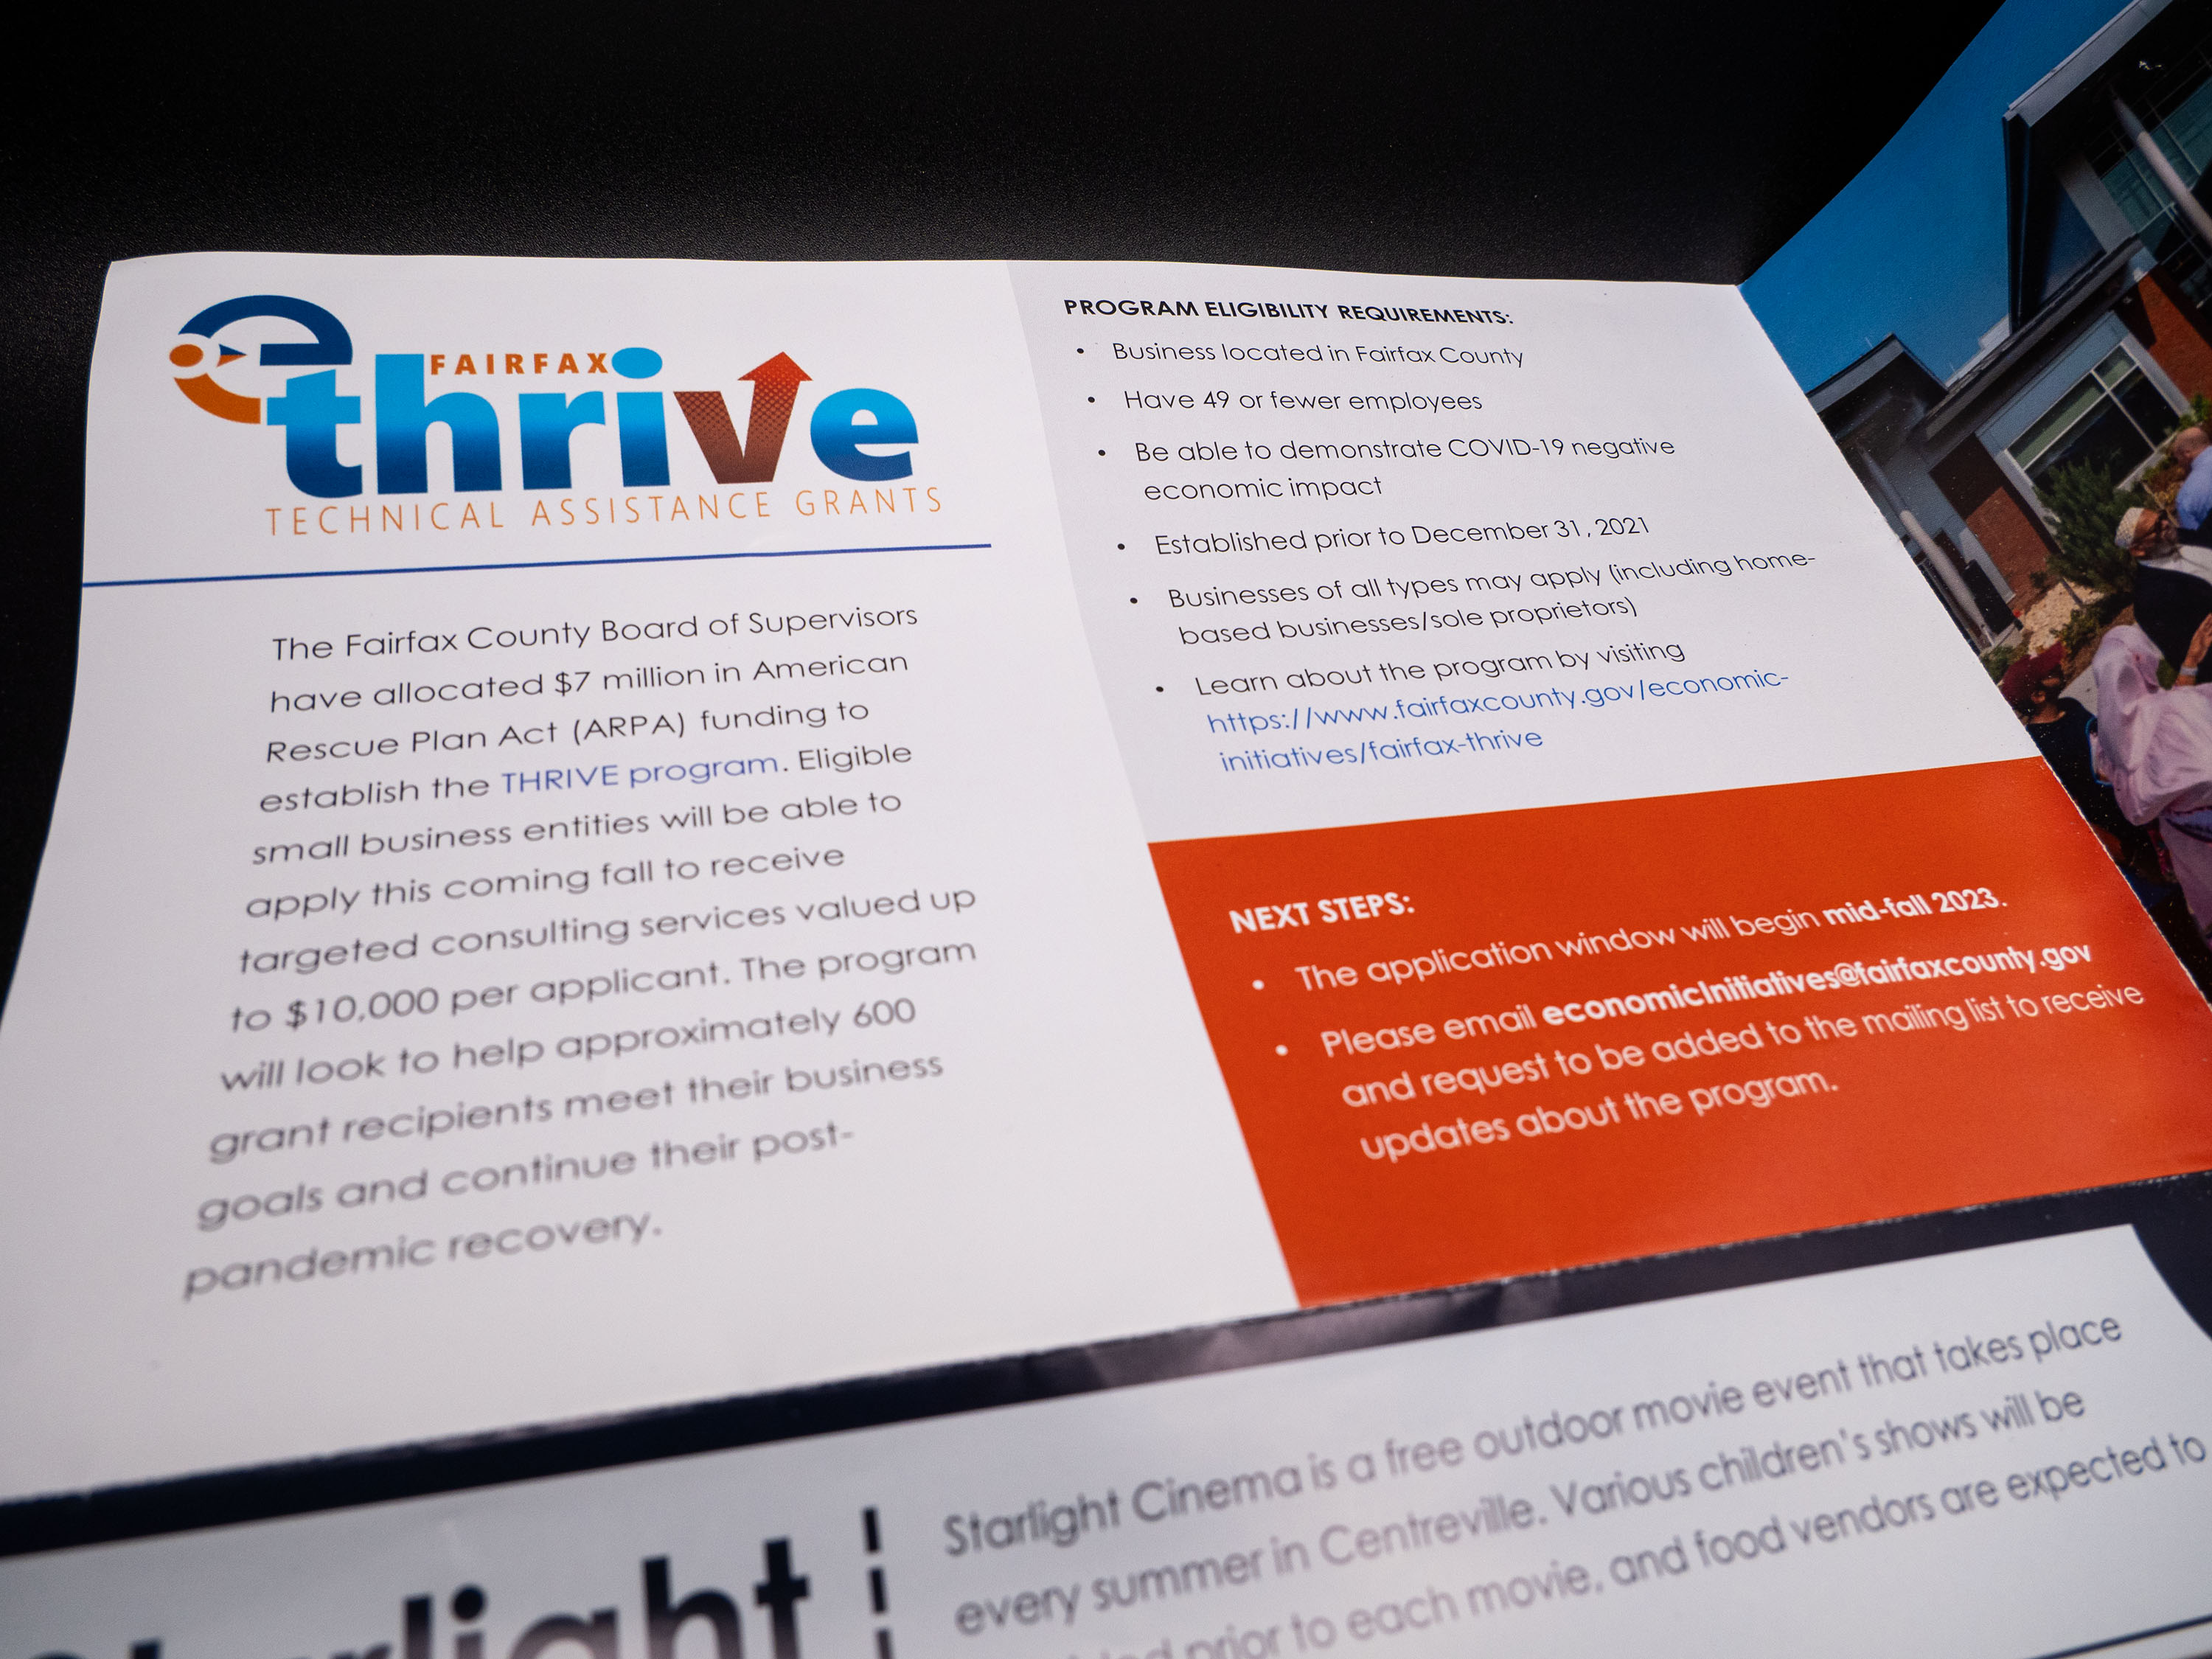 e
FAIRFAX
thrive
TECHNICAL ASSISTANCE GRANTS
The Fairfax County Board of Supervisors
have allocated $7 million in American
Rescue Plan Act (ARPA) funding to
establish the THRIVE program. Eligible
small business entities will be able to
apply this coming fall to receive
targeted consulting services valued up
to $10,000 per applicant. The program
will look to help approximately 600
grant recipients meet their business
goals and continue their post-
pandemic recovery.
PROGRAM ELIGIBILITY REQUIREMENTS:
• Business located in Fairfax County
• Have 49 or fewer employees
• Be able to demonstrate COVID-19 negative
economic impact
• Established prior to December 31, 2021
• Businesses of all types may apply (including home-
based businesses/sole proprietors)
• Learn about the program by visiting
https://www.fairfaxcounty.gov/economic-
initiatives/fairfax-thrive
NEXT STEPS:
• The application window will begin mid-fall 2023.
• Please email economicInitiatives@fairfaxcounty.gov
and request to be added to the mailing list to receive
updates about the program.
Starlight
Starlight Cinema is a free outdoor movie event that takes place
every summer in Centreville. Various children's shows will be
prior to each movie, and food vendors are expected to